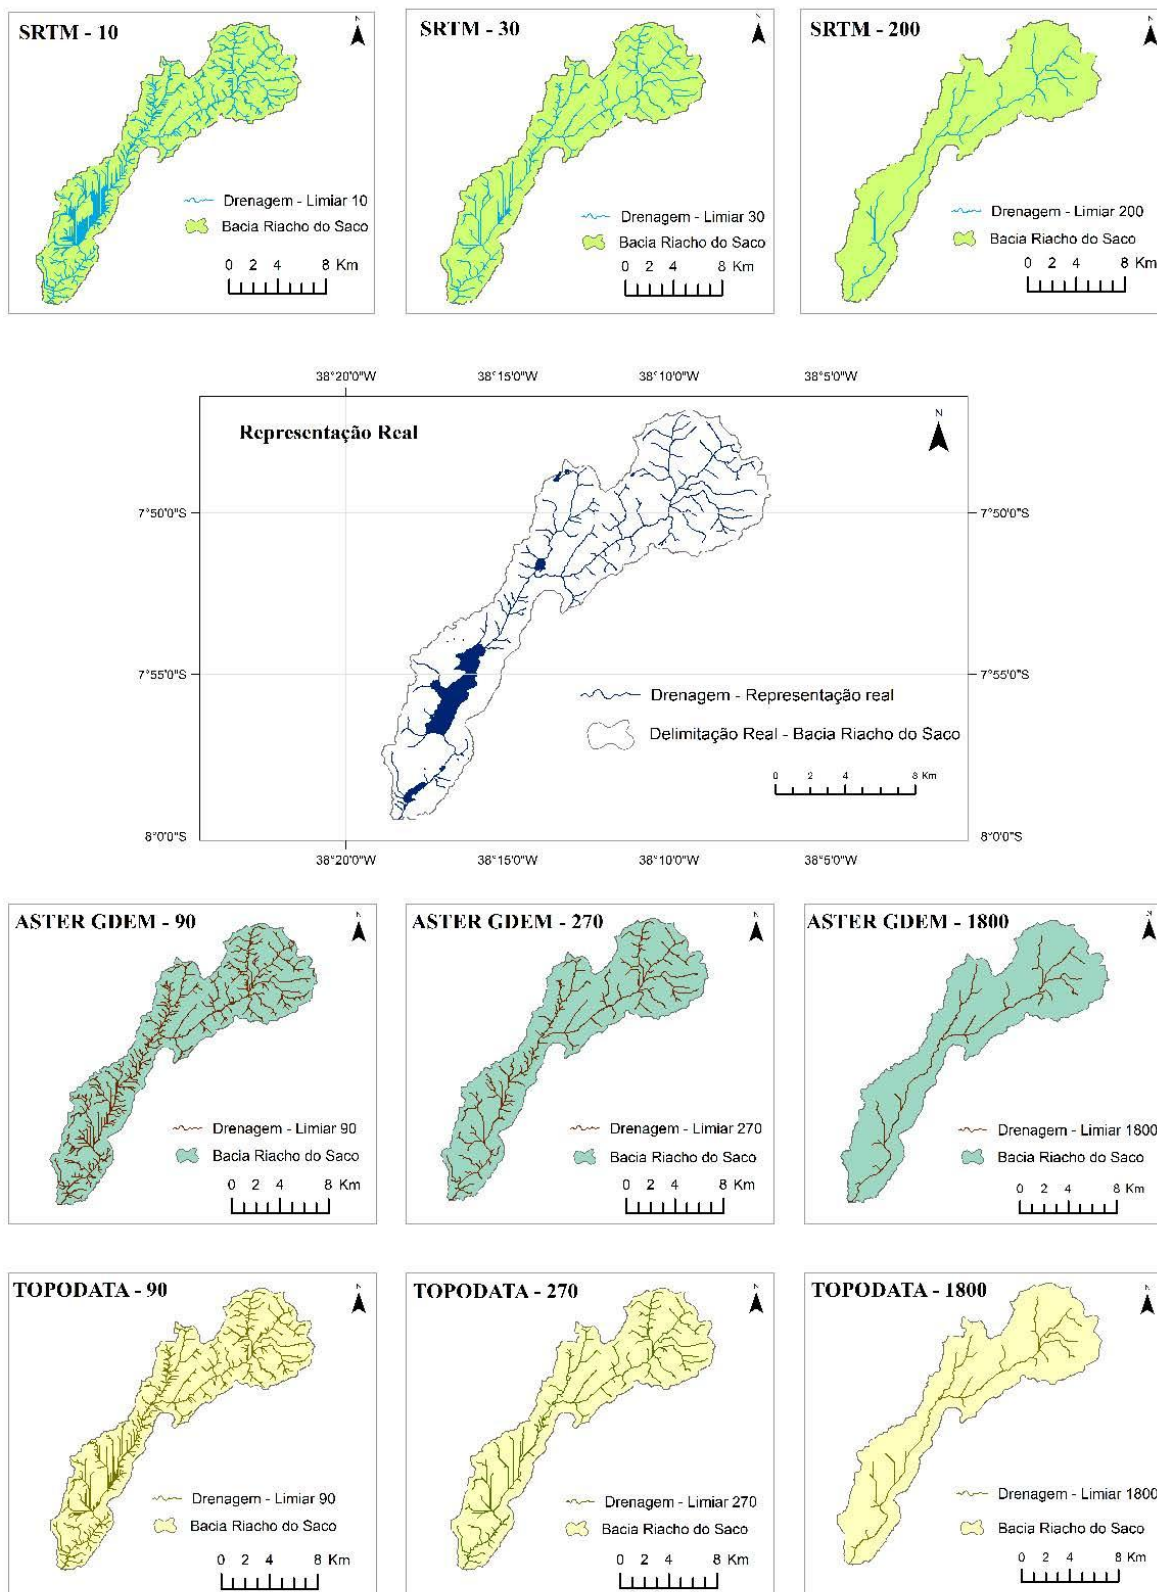 SRTM - 10
N
Drenagem - Limiar 10
Bacia Riacho do Saco
0 2 4 8 Km
SRTM - 30
N
Drenagem - Limiar 30
Bacia Riacho do Saco
0 2 4 8 Km
SRTM - 200
N
Drenagem - Limiar 200
Bacia Riacho do Saco
0 2 4 8 Km
38°20'0"W 38°15'0"W 38°10'0"W 38°5'0"W
Representação Real
N
7°50'0"S 7°50'0"S
7°55'0"S 7°55'0"S
Drenagem - Representação real
Delimitação Real - Bacia Riacho do Saco
0 2 4 8 Km
8°0'0"S 8°0'0"S
38°20'0"W 38°15'0"W 38°10'0"W 38°5'0"W
ASTER GDEM - 90
N
Drenagem - Limiar 90
Bacia Riacho do Saco
0 2 4 8 Km
ASTER GDEM - 270
N
Drenagem - Limiar 270
Bacia Riacho do Saco
0 2 4 8 Km
ASTER GDEM - 1800
N
Drenagem - Limiar 1800
Bacia Riacho do Saco
0 2 4 8 Km
TOPODATA - 90
N
Drenagem - Limiar 90
Bacia Riacho do Saco
0 2 4 8 Km
TOPODATA - 270
N
Drenagem - Limiar 270
Bacia Riacho do Saco
0 2 4 8 Km
TOPODATA - 1800
N
Drenagem - Limiar 1800
Bacia Riacho do Saco
0 2 4 8 Km